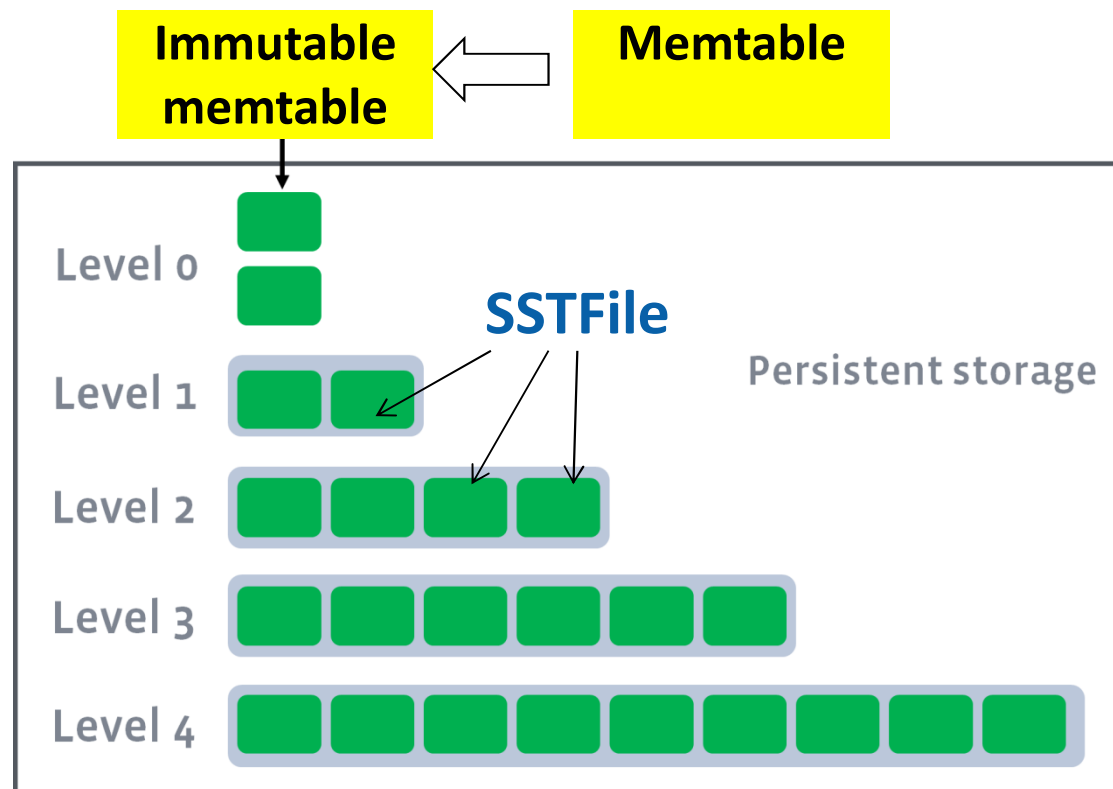 Immutable
memtable
Memtable
Level 0
SSTFile
Level 1
Persistent storage
Level 2
Level 3
Level 4